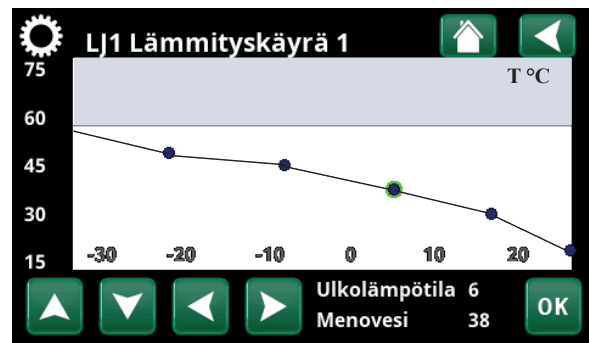 LJ1 Lämmityskäyrä 1
75
T °C
60
45
30
15
-30 -20 -10 0 10 20
Ulkolämpötila 6
Menovesi 38
OK